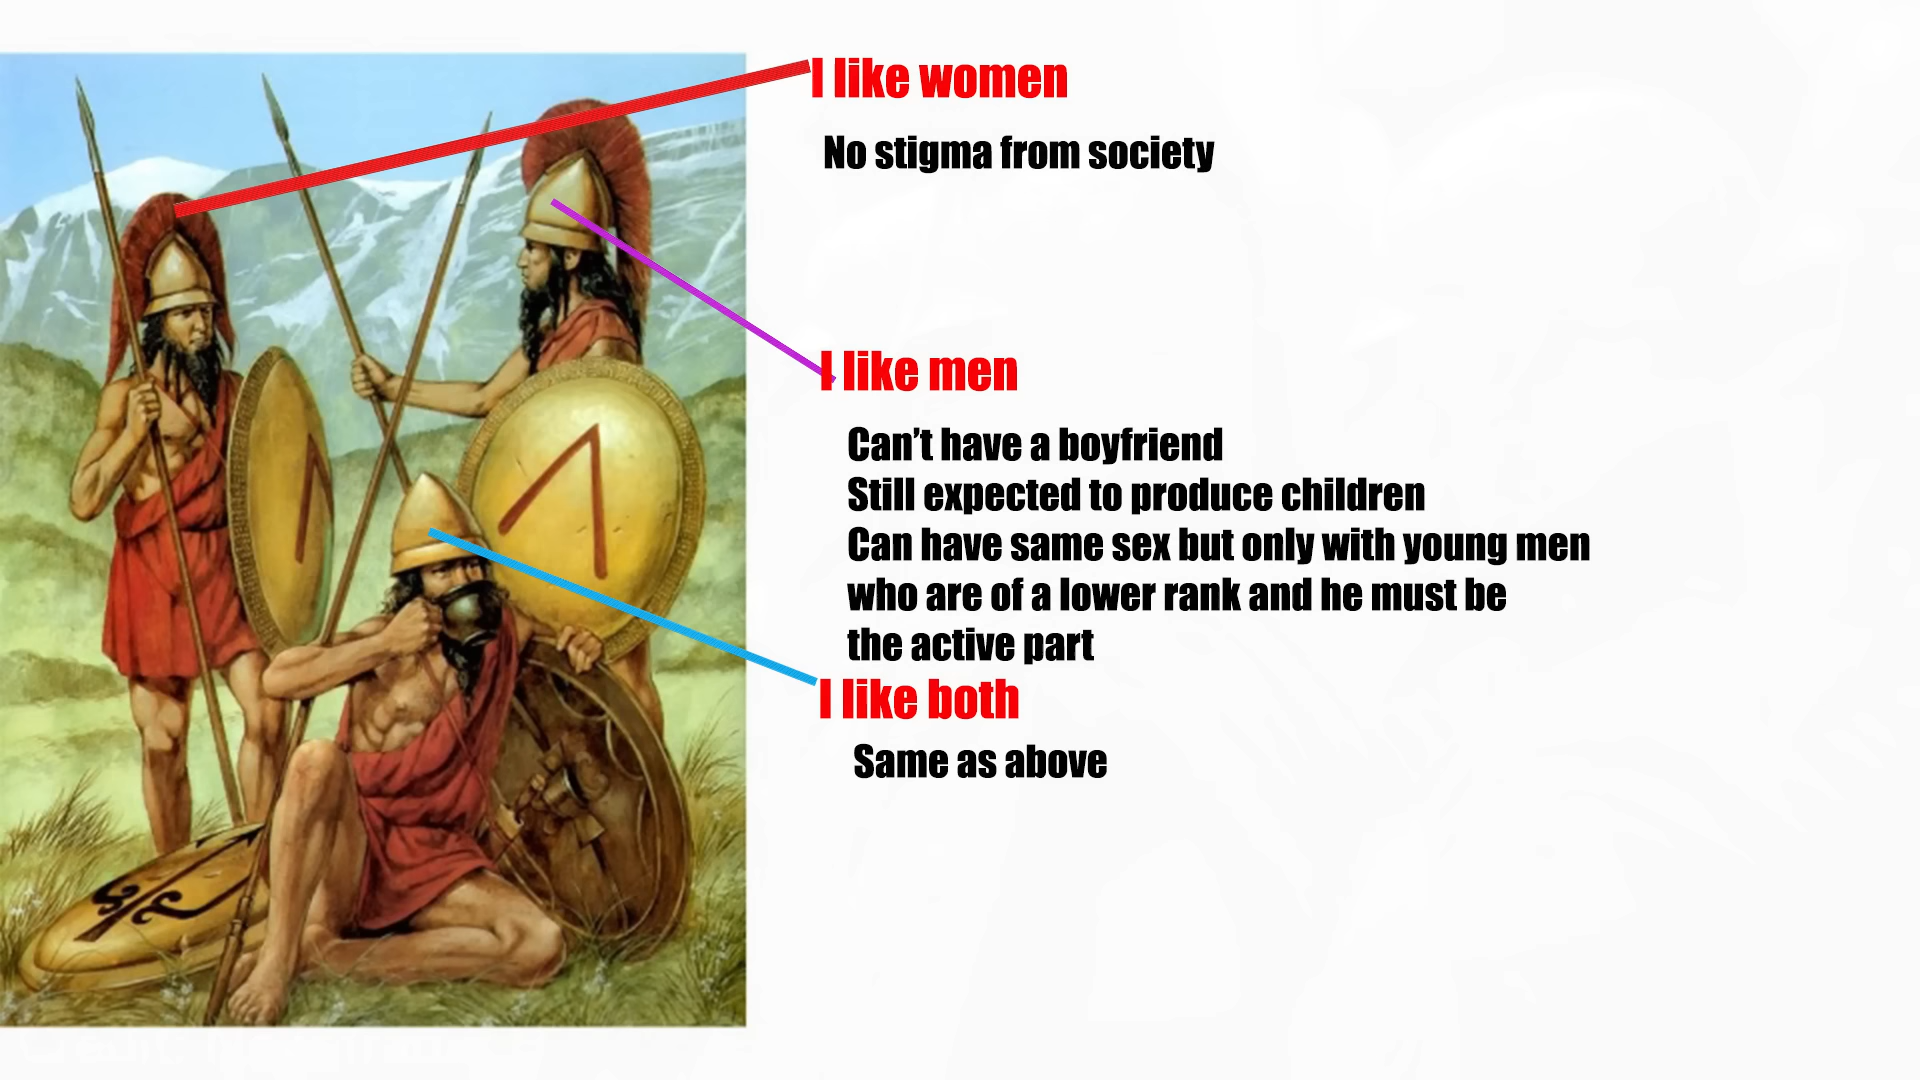 I like women
No stigma from society
I like men
Can't have a boyfriend
Still expected to produce children
Can have same sex but only with young men
who are of a lower rank and he must be
the active part
I like both
Same as above